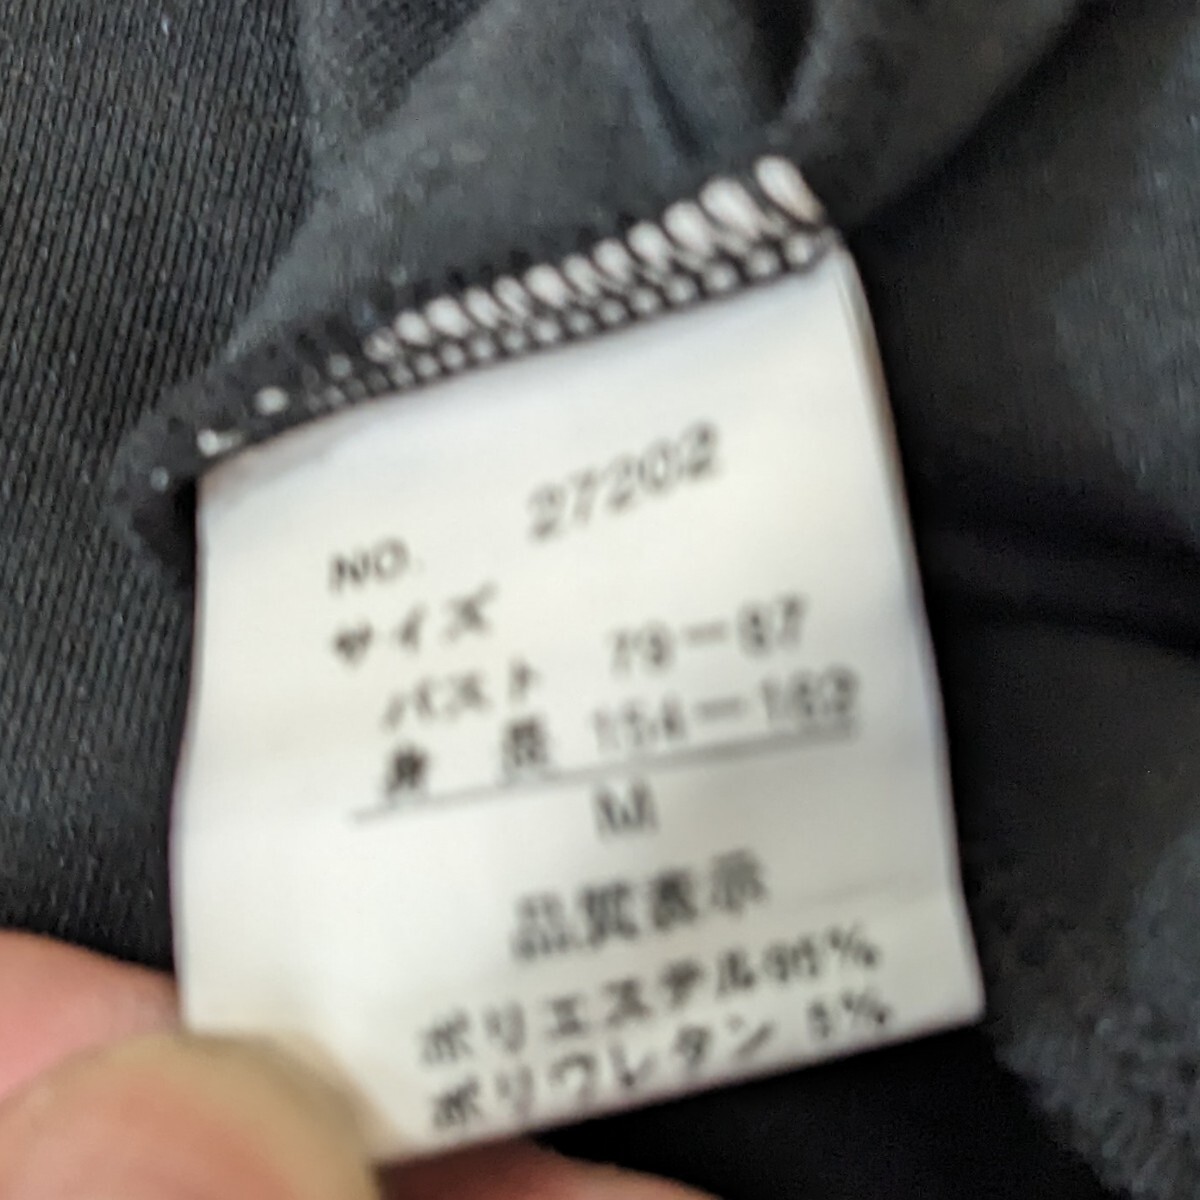 NO. 27202
サイズ
バスト 79-87
身 長 154-162
M
品質表示
ポリエステル95%
ポリウレタン 5%